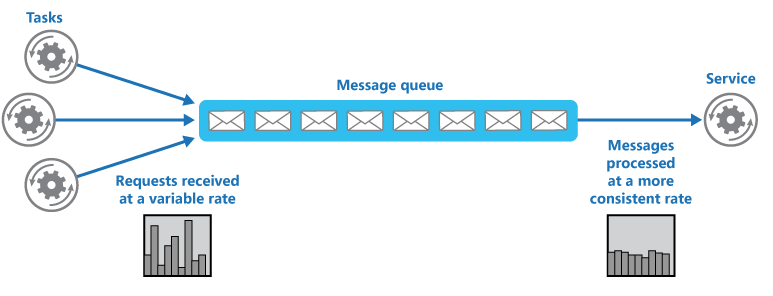 Tasks
Message queue
Service
Requests received
at a variable rate
Messages
processed
at a more
consistent rate